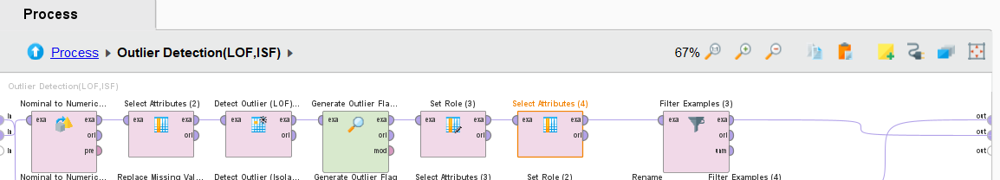 Process
Process Outlier Detection(LOF,ISF)
67%
Outlier Detection(LOF,ISF)
Nominal to Numeric... Select Attributes (2) Detect Outlier (LOF)... Generate Outlier Fla... Set Role (3) Select Attributes (4) Filter Examples (3)
In exa exa exa exa exa exa exa exa exa exa exa exa exa exa out
In ori ori ori ori ori ori ori out
In pre mod unm out
Nominal to Numeric... Replace Missing Val... Detect Outlier (Isola... Generate Outlier Flag Select Attributes (3) Set Role (2) Rename Filter Examples (4)